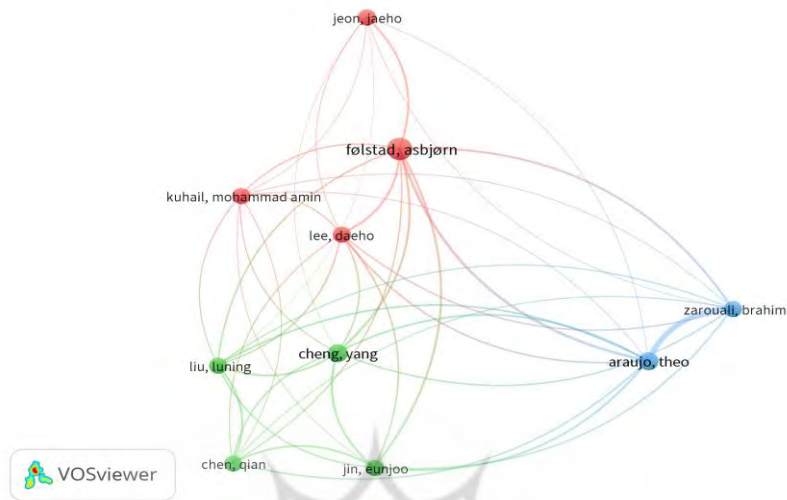 jeon, jaeho
følstad, asbjørn
kuhail, mohammad amin
lee, daeho
zarouali, brahim
cheng, yang
araujo, theo
liu, luning
chen, qian
jin, eunjoo
VOSviewer